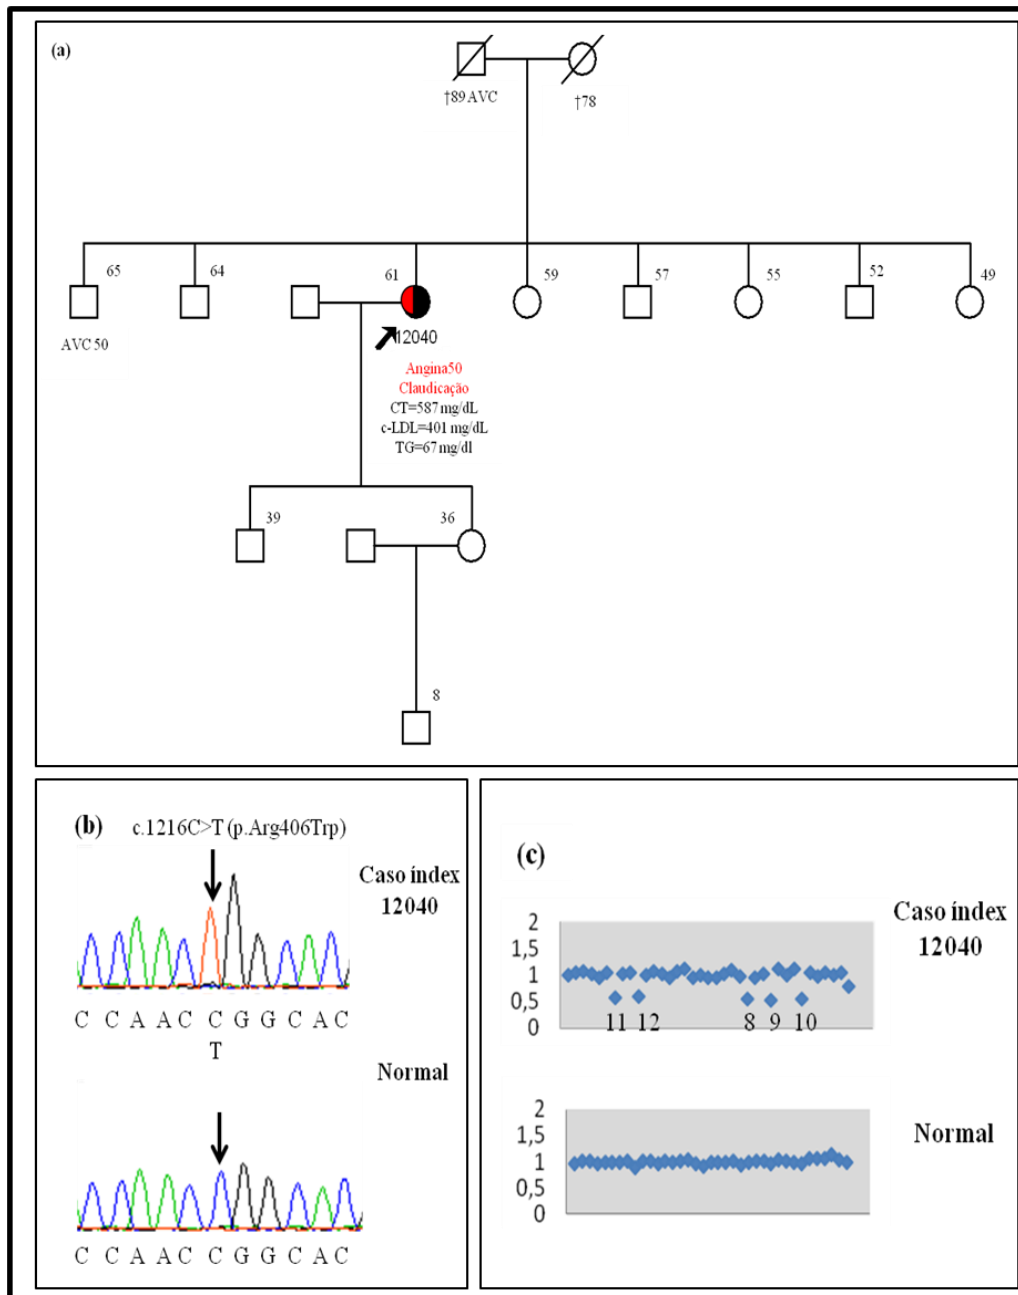 (a)
†89 AVC
†78
65
64
61
59
57
55
52
49
AVC 50
12040
Angina50
Claudicação
CT=587 mg/dL
c-LDL=401 mg/dL
TG=67 mg/dl
39
36
8
(b)
c.1216C>T (p.Arg406Trp)
Caso índex
12040
C C A A C C G G C A C
T
Normal
C C A A C C G G C A C
(c)
Caso índex
12040
2
1,5
1
0,5
0
11 12 8 9 10
Normal
2
1,5
1
0,5
0